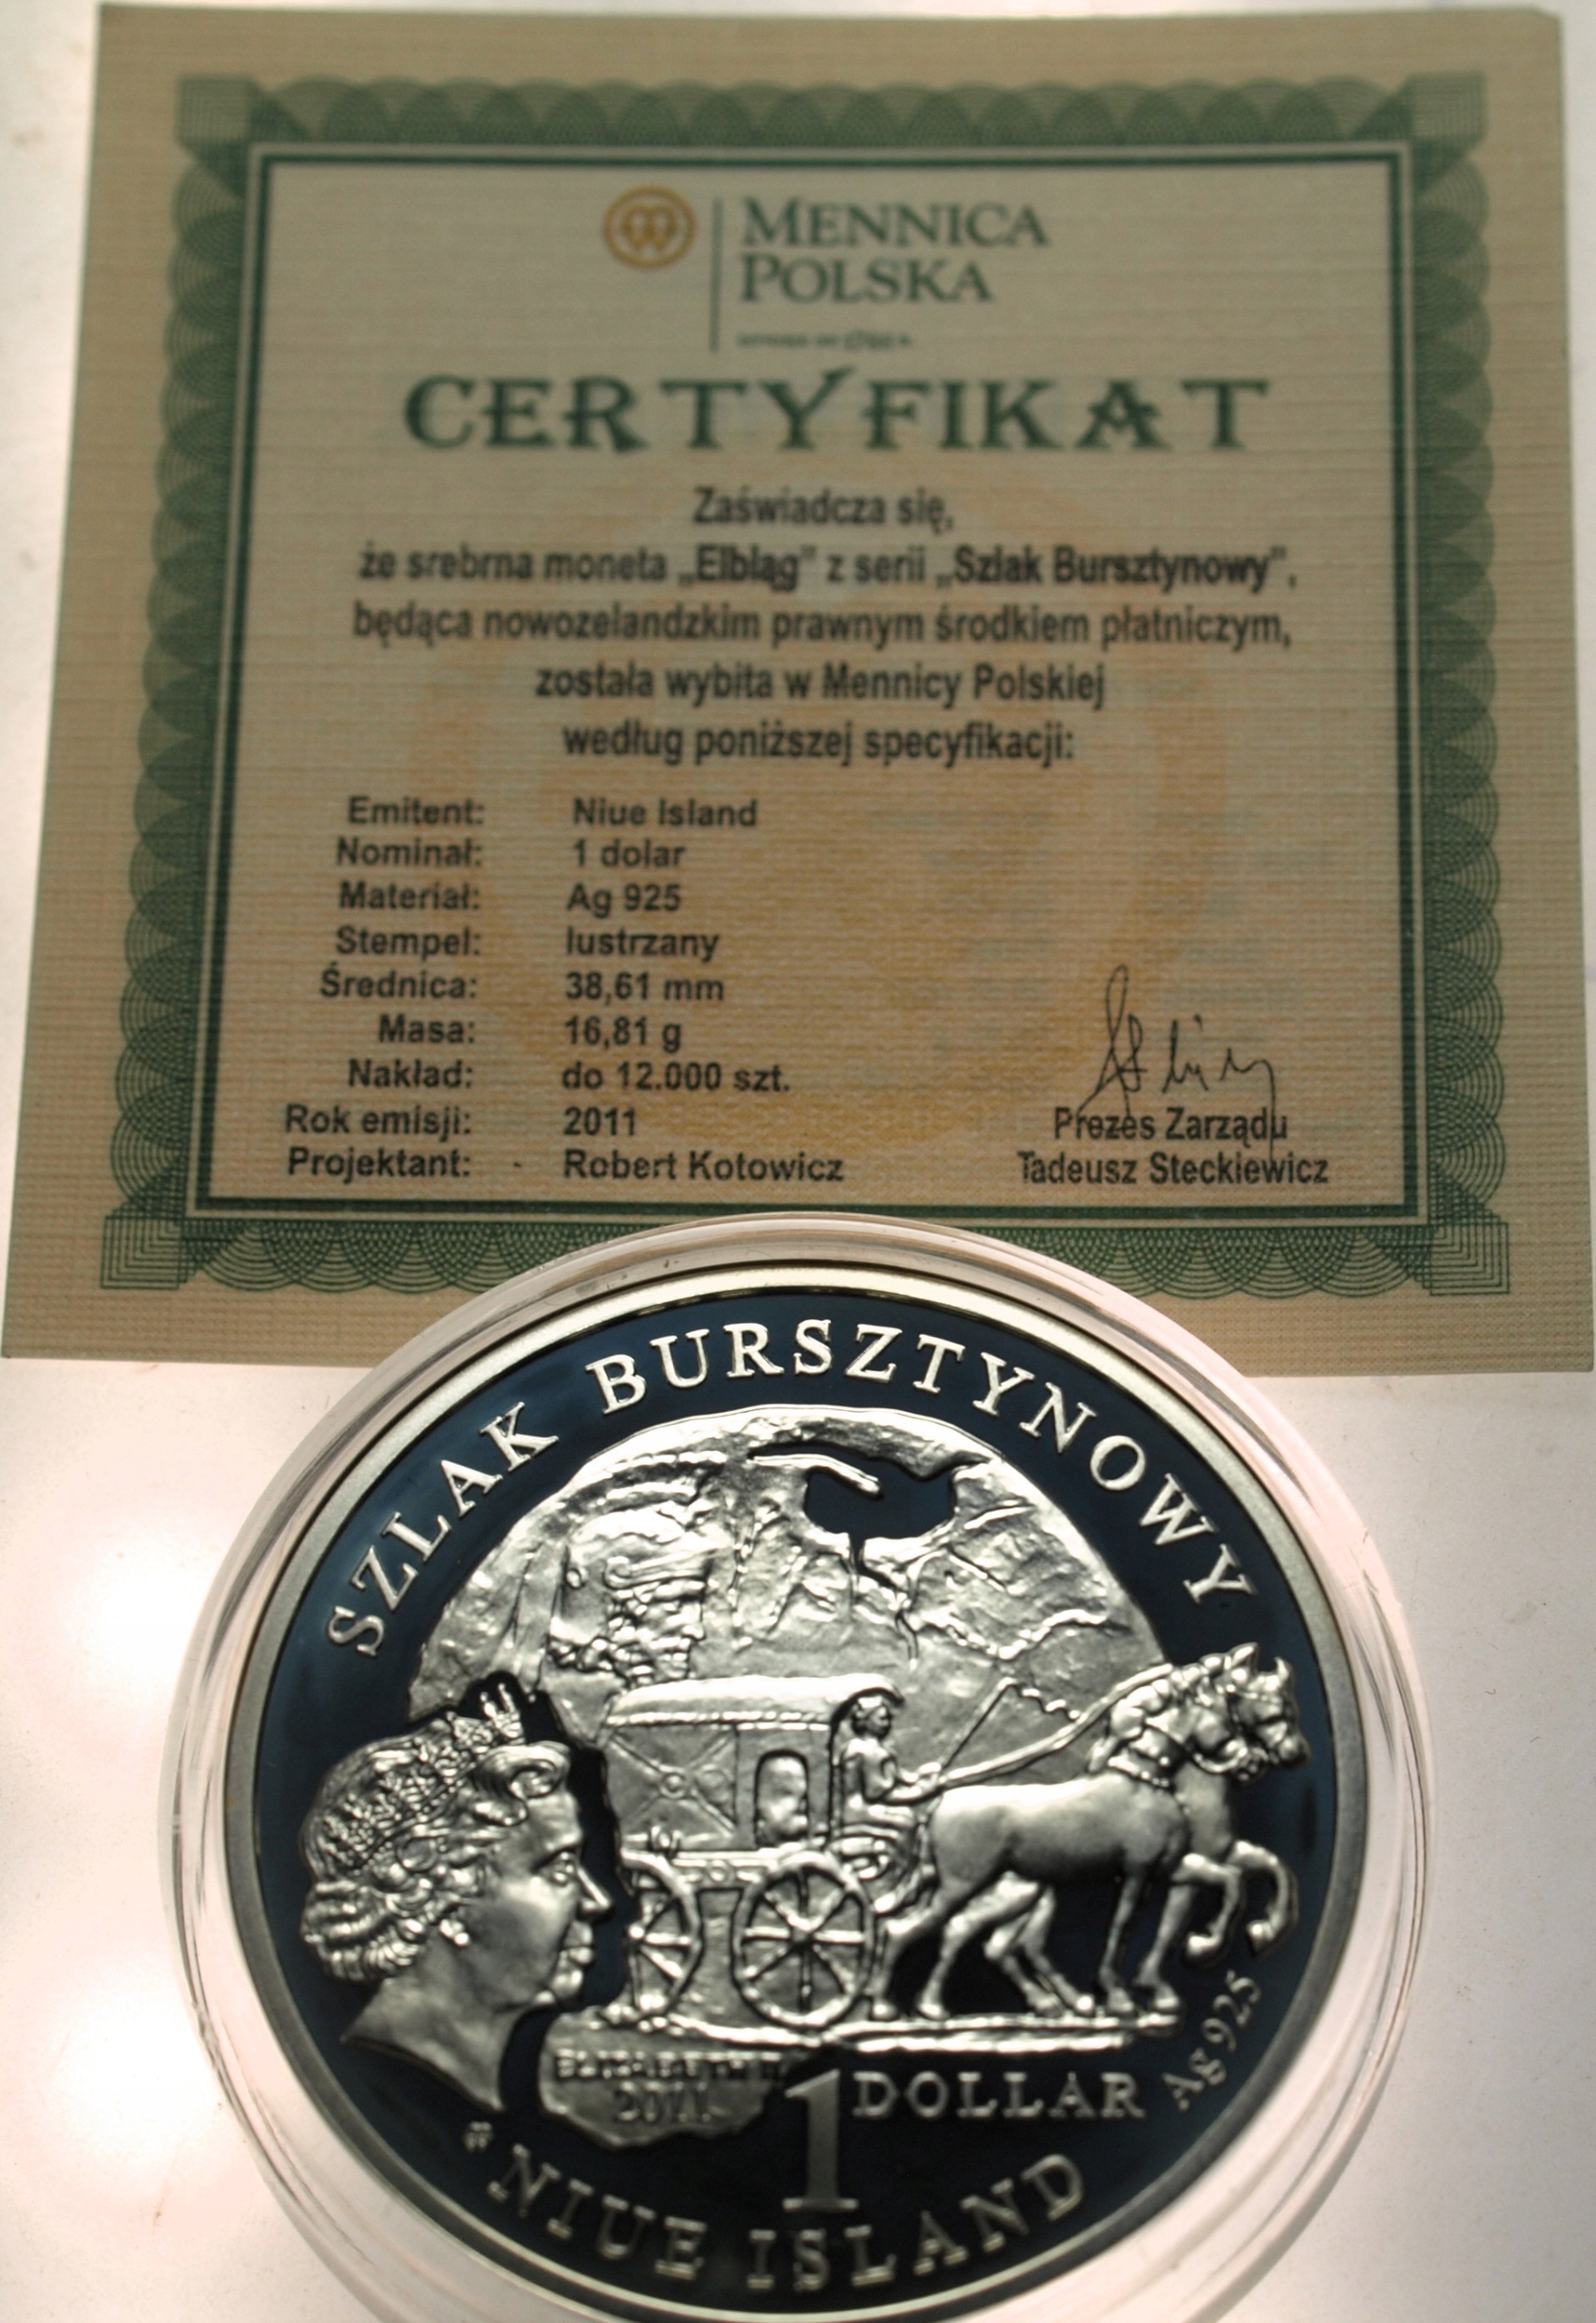 MENNICA
POLSKA
CERTYFIKAT
Zaświadcza się,
że srebrna moneta „Elbląg” z serii „Szlak Bursztynowy”,
będąca nowozelandzkim prawnym środkiem płatniczym,
została wybita w Mennicy Polskiej
według poniższej specyfikacji:
Emitent: Niue Island
Nominał: 1 dolar
Materiał: Ag 925
Stempel: lustrzany
Średnica: 38,61 mm
Masa: 16,81 g
Nakład: do 12.000 szt.
Rok emisji: 2011
Projektant: Robert Kotowicz
Prezes Zarządu
Tadeusz Steckiewicz
SZLAK BURSZTYNOWY
ELIZABETH II
2011
1 DOLLAR Ag 925
NIUE ISLAND